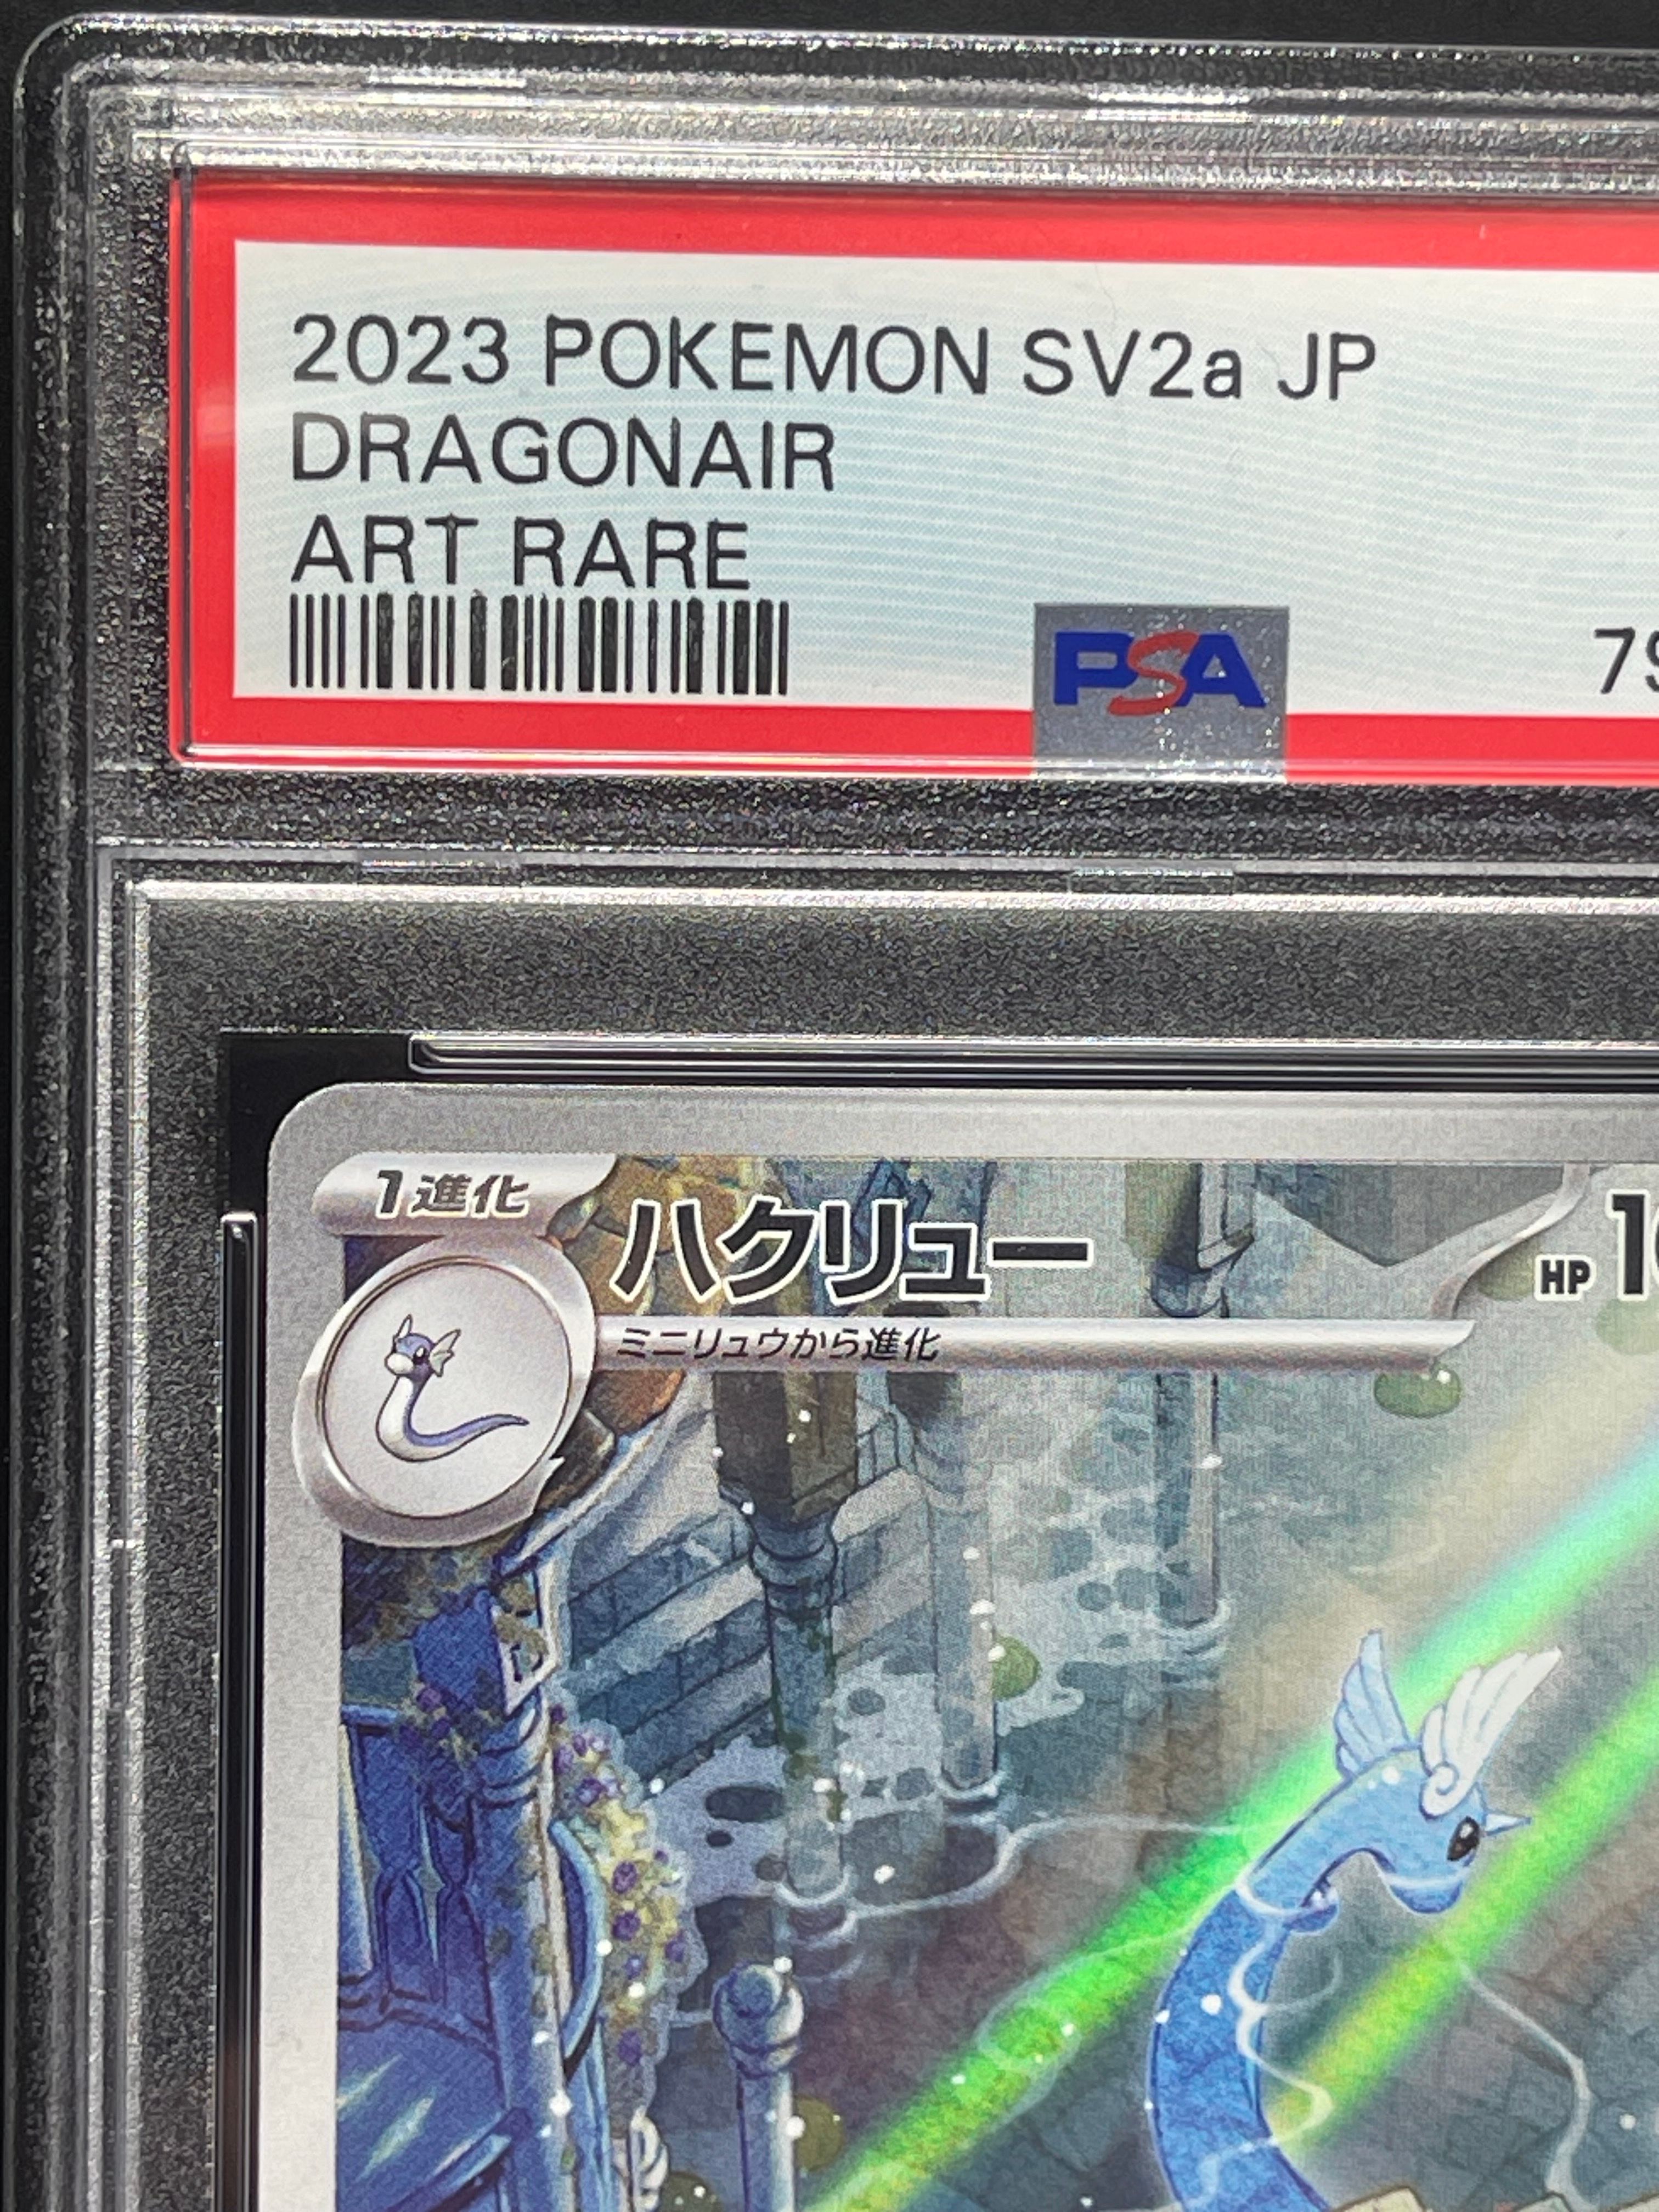 2023 POKEMON SV2a JP
DRAGONAIR
ART RARE
PSA
1進化
ハクリュー
HP
ミニリュウから進化